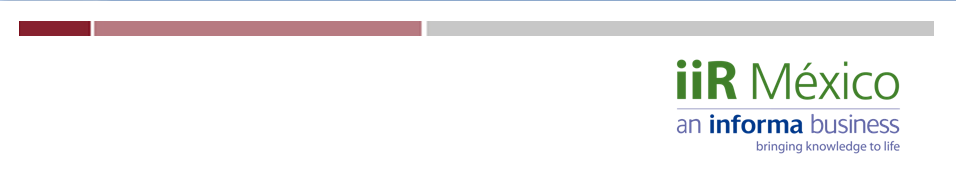 iiR México
an informa business
bringing knowledge to life